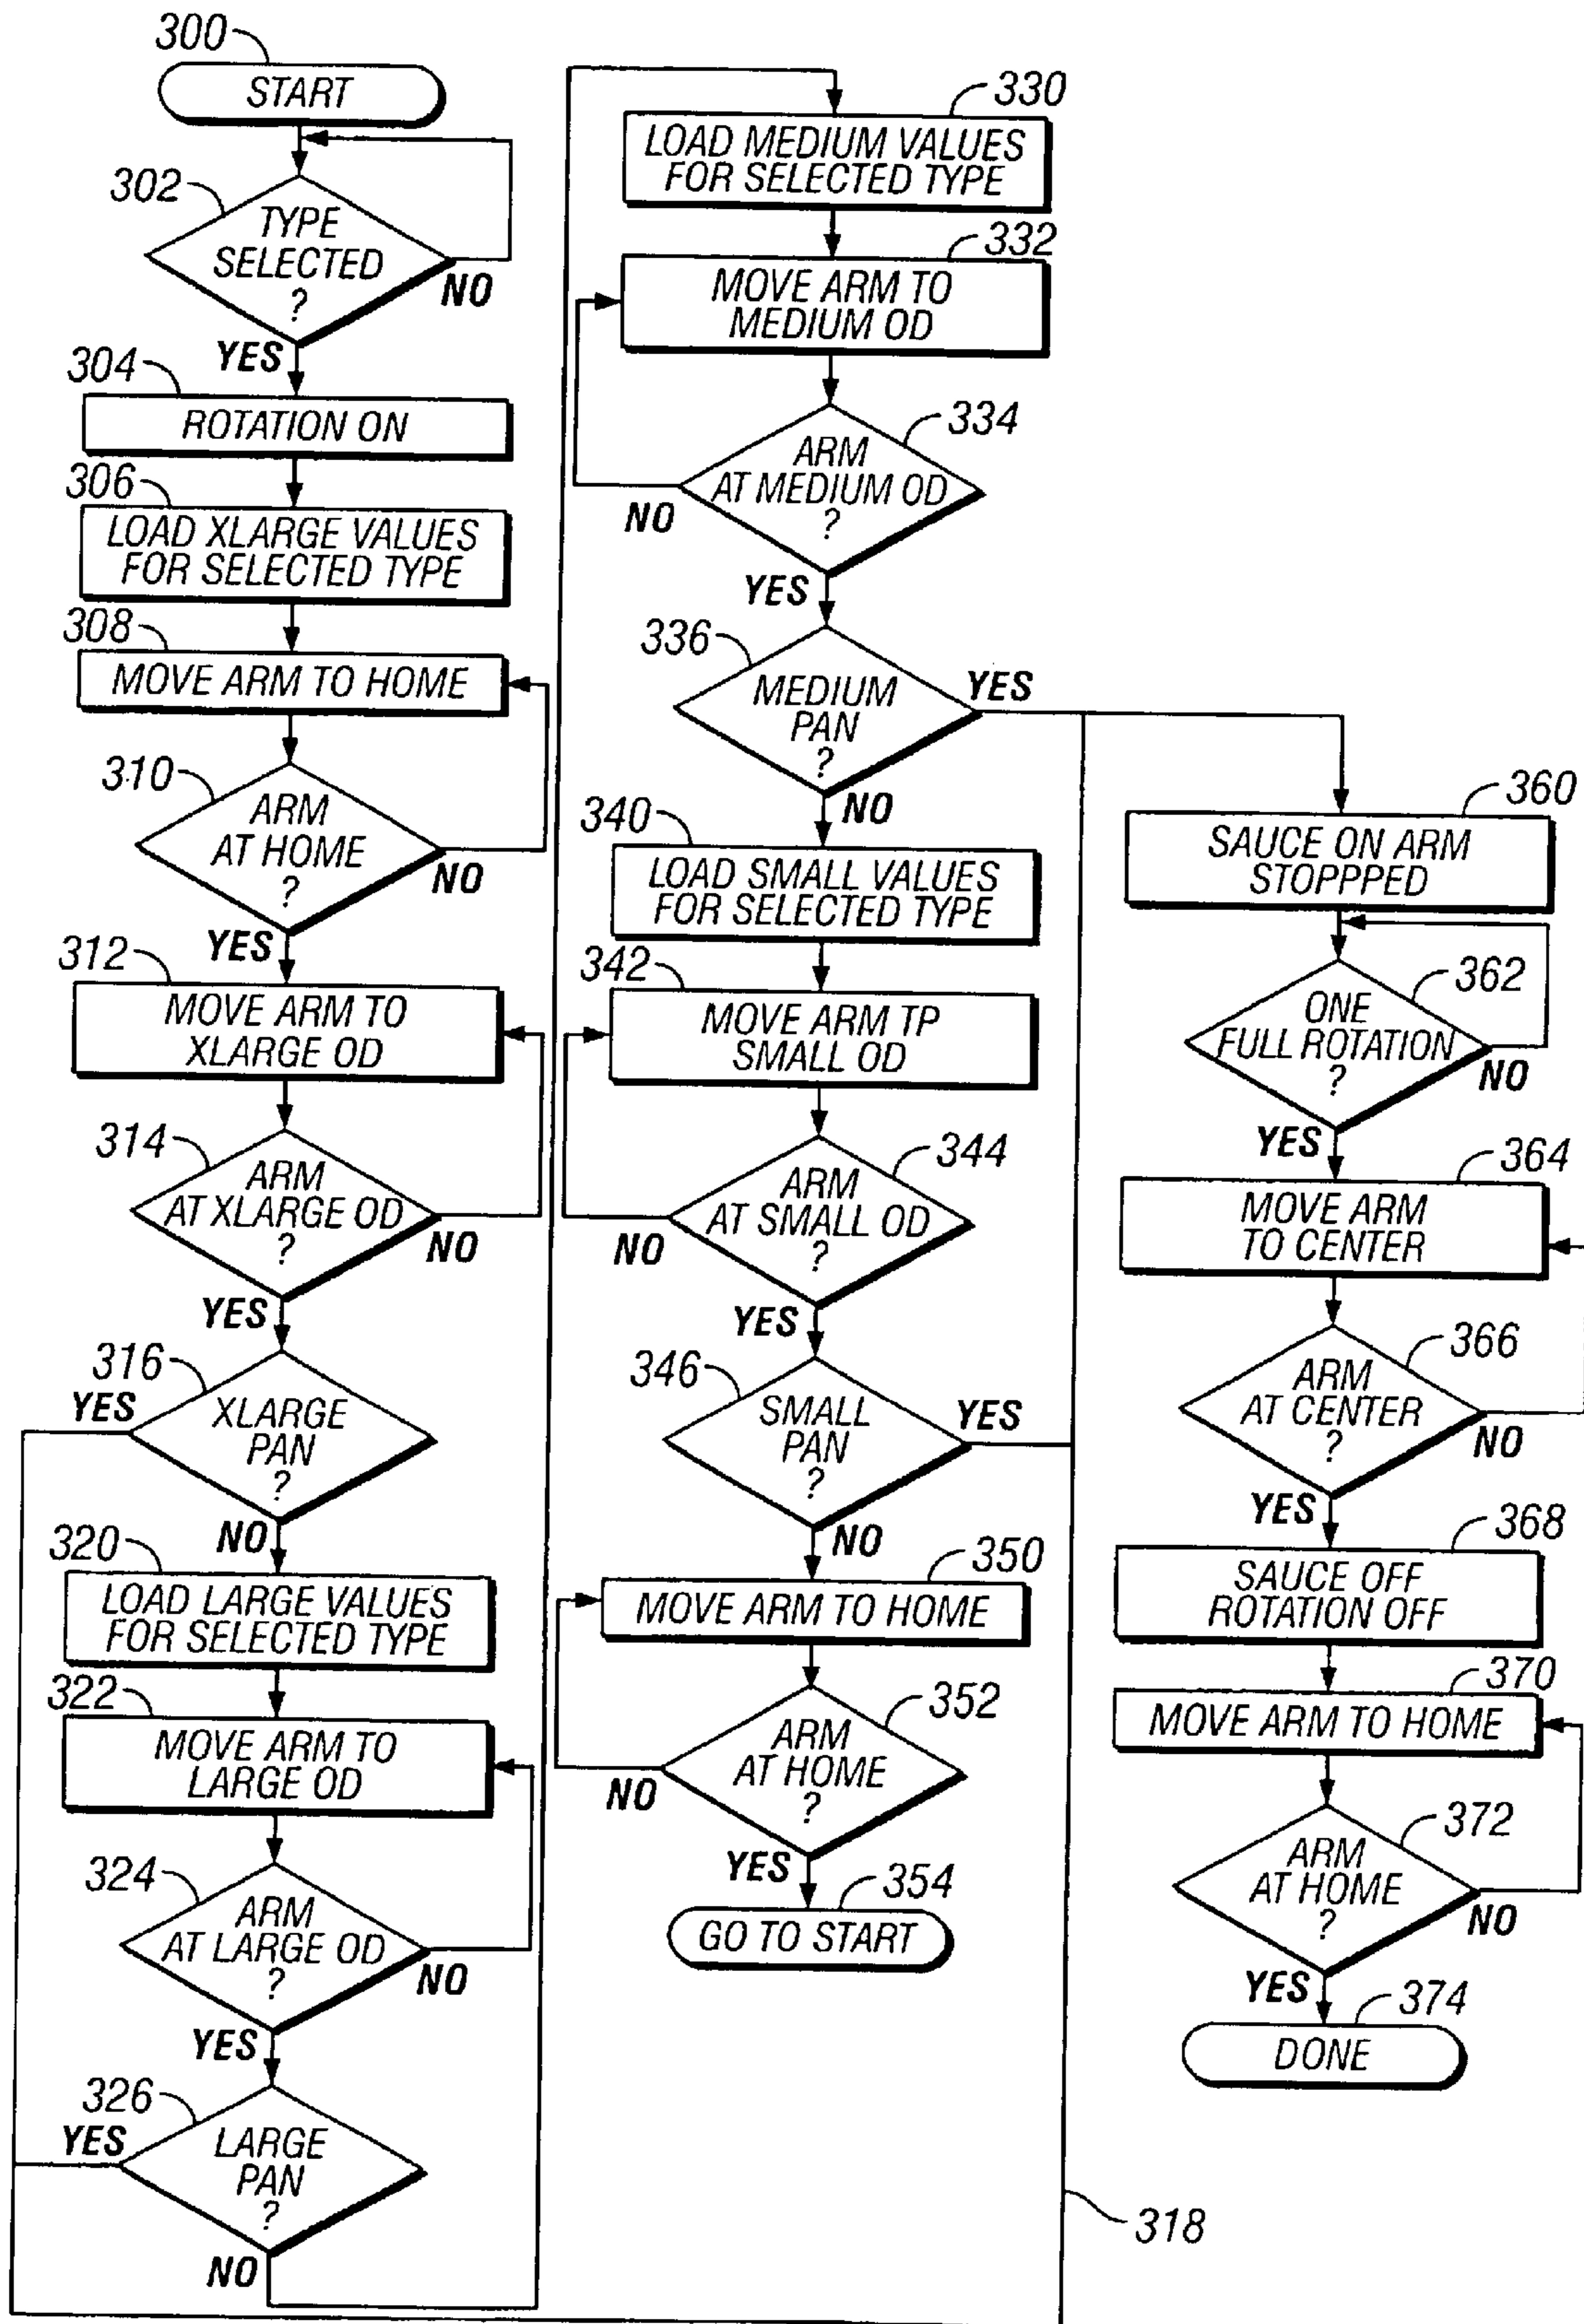 300
START
302
TYPE
SELECTED
?
NO
YES
304
ROTATION ON
306
LOAD XLARGE VALUES
FOR SELECTED TYPE
308
MOVE ARM TO HOME
310
ARM
AT HOME
?
NO
YES
312
MOVE ARM TO
XLARGE OD
314
ARM
AT XLARGE OD
?
NO
YES
316
YES
XLARGE
PAN
?
NO
320
LOAD LARGE VALUES
FOR SELECTED TYPE
322
MOVE ARM TO
LARGE OD
324
ARM
AT LARGE OD
?
NO
YES
326
YES
LARGE
PAN
?
NO
330
LOAD MEDIUM VALUES
FOR SELECTED TYPE
332
MOVE ARM TO
MEDIUM OD
334
ARM
AT MEDIUM OD
?
NO
YES
336
MEDIUM
PAN
?
YES
NO
340
LOAD SMALL VALUES
FOR SELECTED TYPE
342
MOVE ARM TP
SMALL OD
344
ARM
AT SMALL OD
?
NO
YES
346
SMALL
PAN
?
YES
NO
350
MOVE ARM TO HOME
352
ARM
AT HOME
?
NO
YES
354
GO TO START
360
SAUCE ON ARM
STOPPPED
362
ONE
FULL ROTATION
?
NO
YES
364
MOVE ARM
TO CENTER
366
ARM
AT CENTER
?
NO
YES
368
SAUCE OFF
ROTATION OFF
370
MOVE ARM TO HOME
372
ARM
AT HOME
?
NO
YES
374
DONE
318